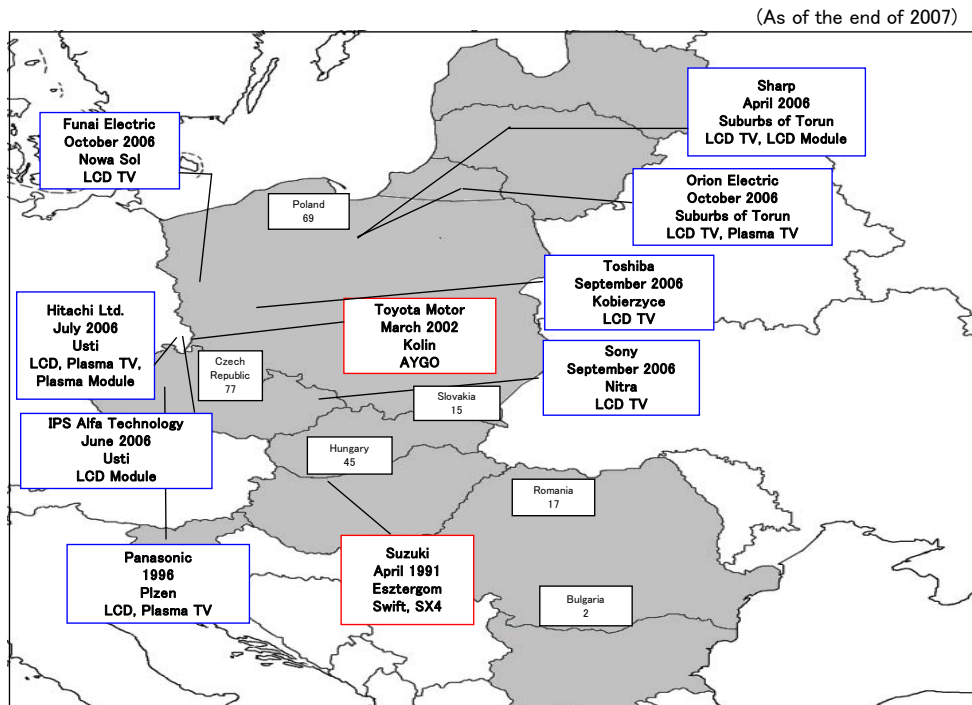 (As of the end of 2007)
Sharp
April 2006
Suburbs of Torun
LCD TV, LCD Module
Funai Electric
October 2006
Nowa Sol
LCD TV
Orion Electric
October 2006
Suburbs of Torun
LCD TV, Plasma TV
Poland
69
Toshiba
September 2006
Kobierzyce
LCD TV
Hitachi Ltd.
July 2006
Usti
LCD, Plasma TV,
Plasma Module
Toyota Motor
March 2002
Kolin
AYGO
Czech
Republic
77
Sony
September 2006
Nitra
LCD TV
Slovakia
15
IPS Alfa Technology
June 2006
Usti
LCD Module
Hungary
45
Romania
17
Panasonic
1996
Plzen
LCD, Plasma TV
Suzuki
April 1991
Esztergom
Swift, SX4
Bulgaria
2